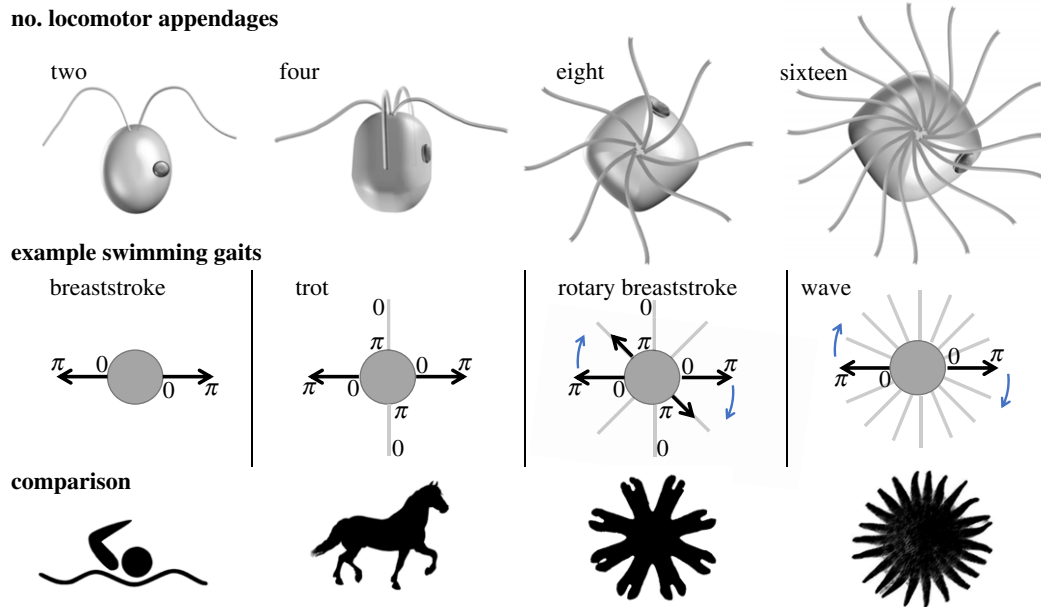 no. locomotor appendages
two
four
eight
sixteen
example swimming gaits
breaststroke
trot
rotary breaststroke
wave
π 0 0 π
0 π π 0 0 π π 0
0 π π 0 0 π π 0
π 0 0 π
comparison